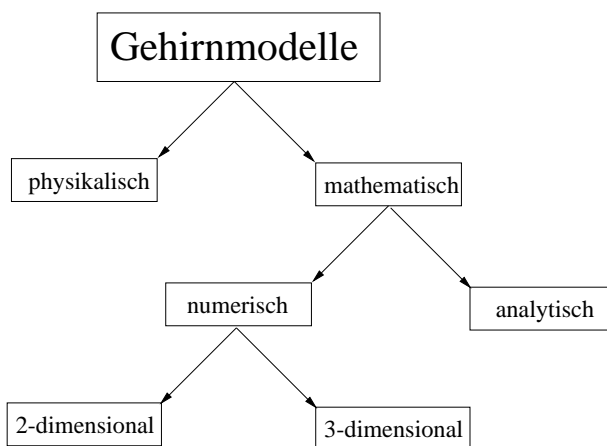 Gehirnmodelle
physikalisch
mathematisch
numerisch
analytisch
2-dimensional
3-dimensional